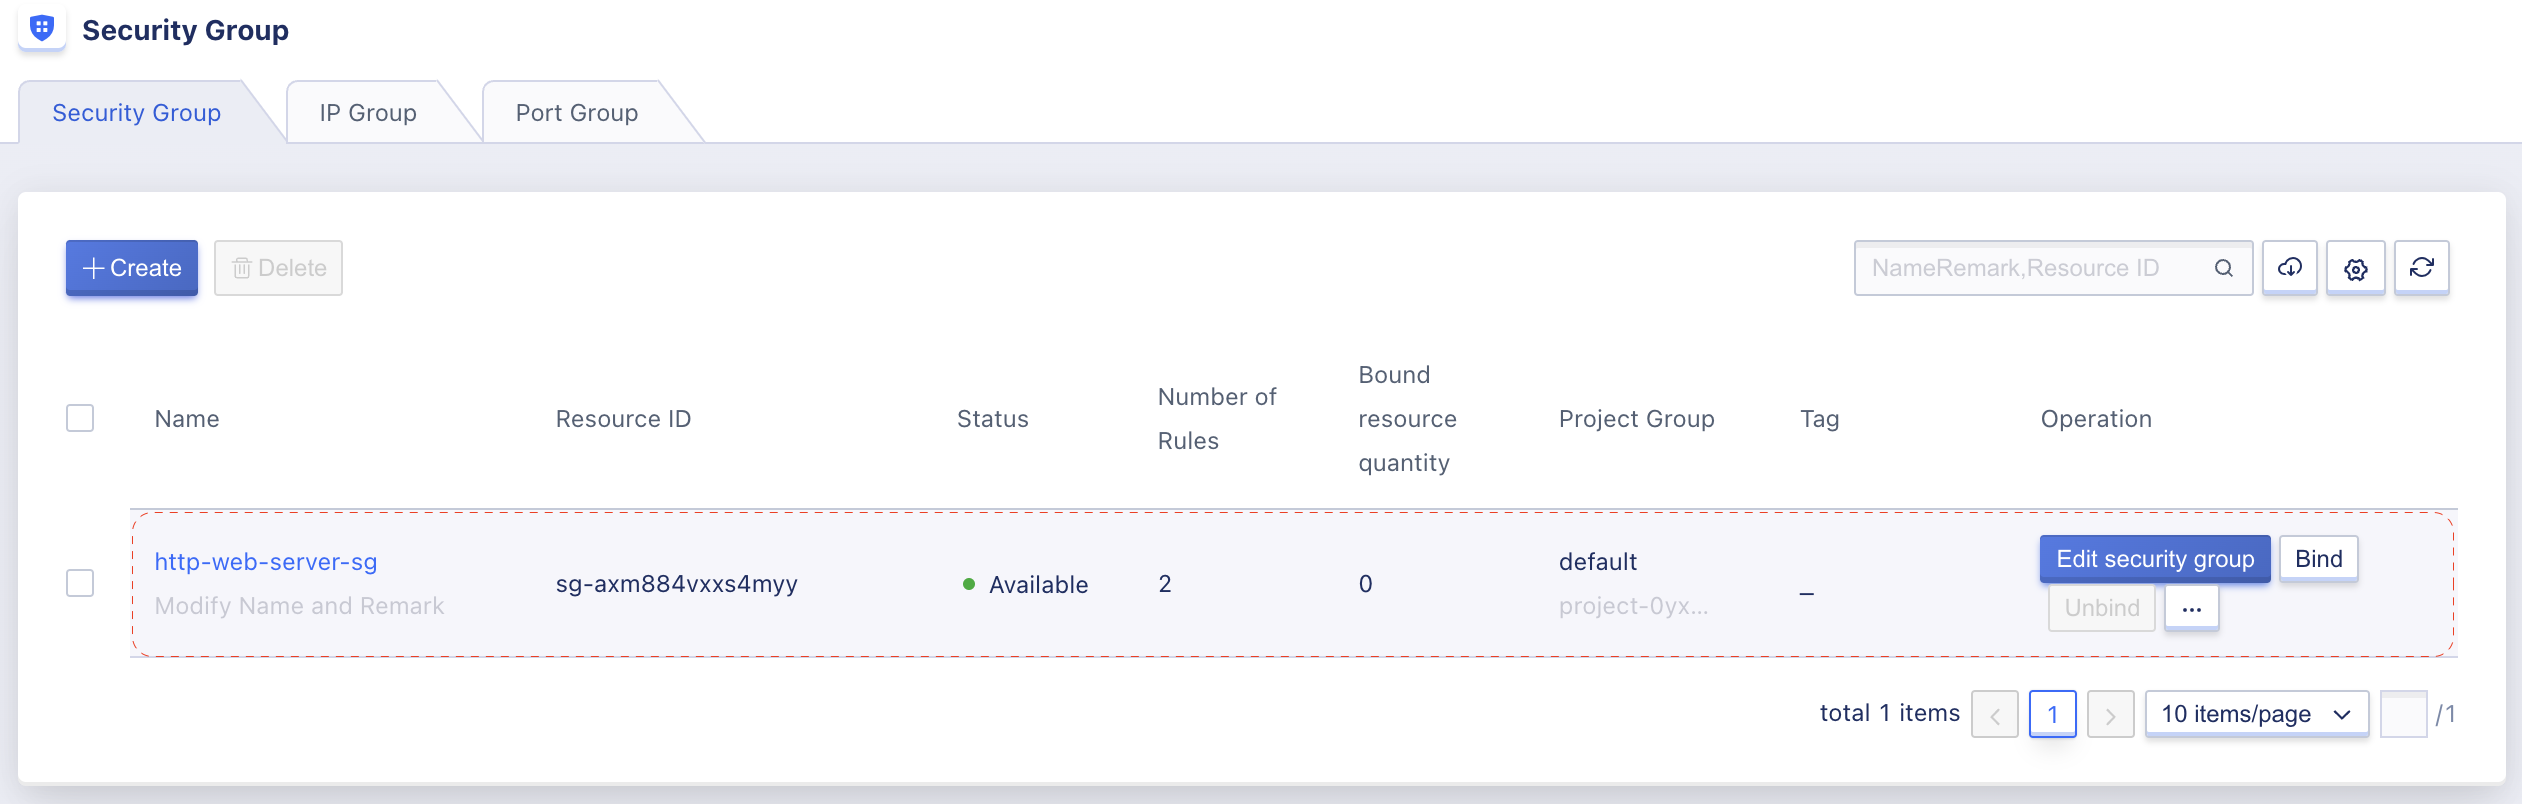 Security Group
Security Group
IP Group
Port Group
Create
Delete
NameRemark,Resource ID
Name
Resource ID
Status
Number of
Rules
Bound
resource
quantity
Project Group
Tag
Operation
http-web-server-sg
Modify Name and Remark
sg-axm884vxxs4myy
Available
2
0
default
project-0yx...
_
Edit security group
Bind
Unbind
...
total 1 items
1
10 items/page
/1